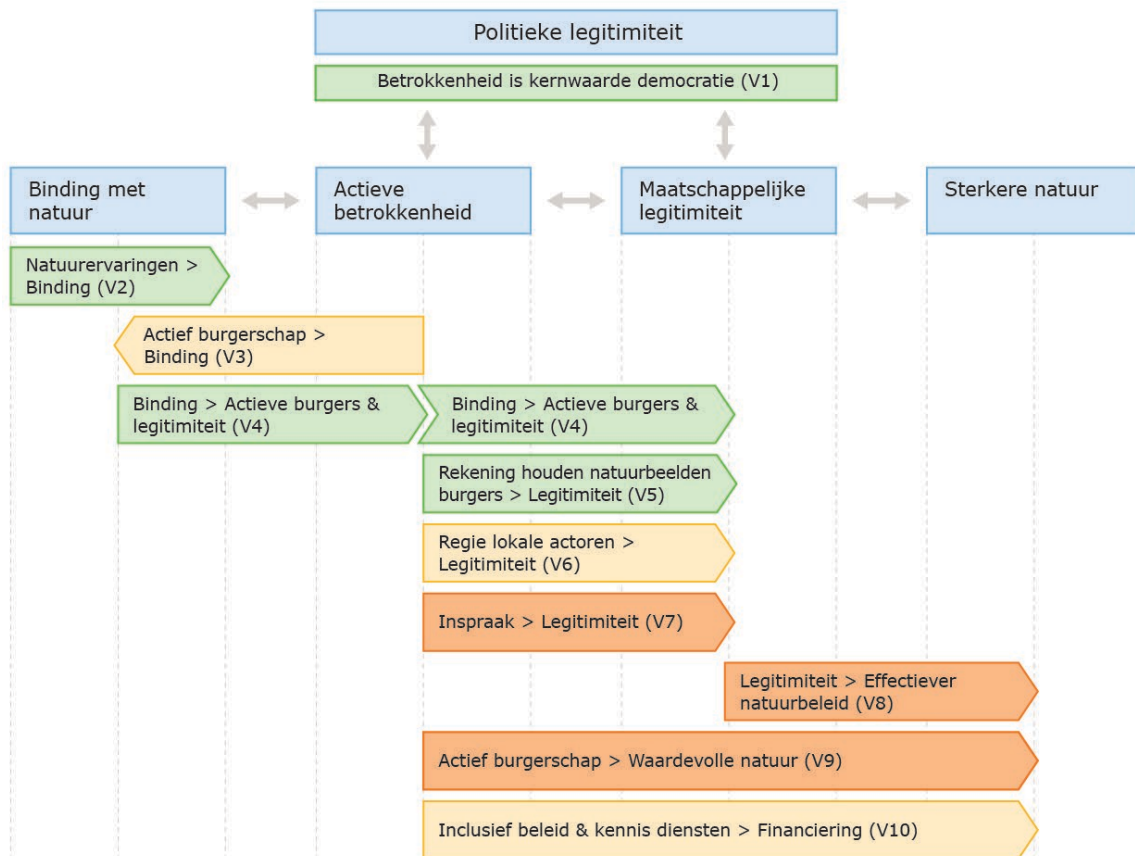 Politieke legitimiteit
Betrokkenheid is kernwaarde democratie (V1)
Binding met
natuur
Actieve
betrokkenheid
Maatschappelijke
legitimiteit
Sterkere natuur
Natuurervaringen >
Binding (V2)
Actief burgerschap >
Binding (V3)
Binding > Actieve burgers &
legitimiteit (V4)
Binding > Actieve burgers &
legitimiteit (V4)
Rekening houden natuurbeelden
burgers > Legitimiteit (V5)
Regie lokale actoren >
Legitimiteit (V6)
Inspraak > Legitimiteit (V7)
Legitimiteit > Effectiever
natuurbeleid (V8)
Actief burgerschap > Waardevolle natuur (V9)
Inclusief beleid & kennis diensten > Financiering (V10)